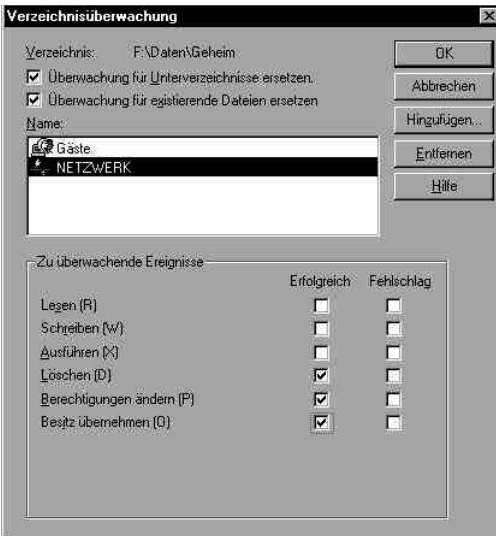 Verzeichnisüberwachung
Verzeichnis: F:\Daten\Geheim
Überwachung für Unterverzeichnisse ersetzen.
Überwachung für existierende Dateien ersetzen
Name:
Gäste
NETZWERK
OK
Abbrechen
Hinzufügen...
Entfernen
Hilfe
Zu überwachende Ereignisse
Erfolgreich Fehlschlag
Lesen (R)
Schreiben (W)
Ausführen (X)
Löschen (D)
Berechtigungen ändern (P)
Besitz übernehmen (O)